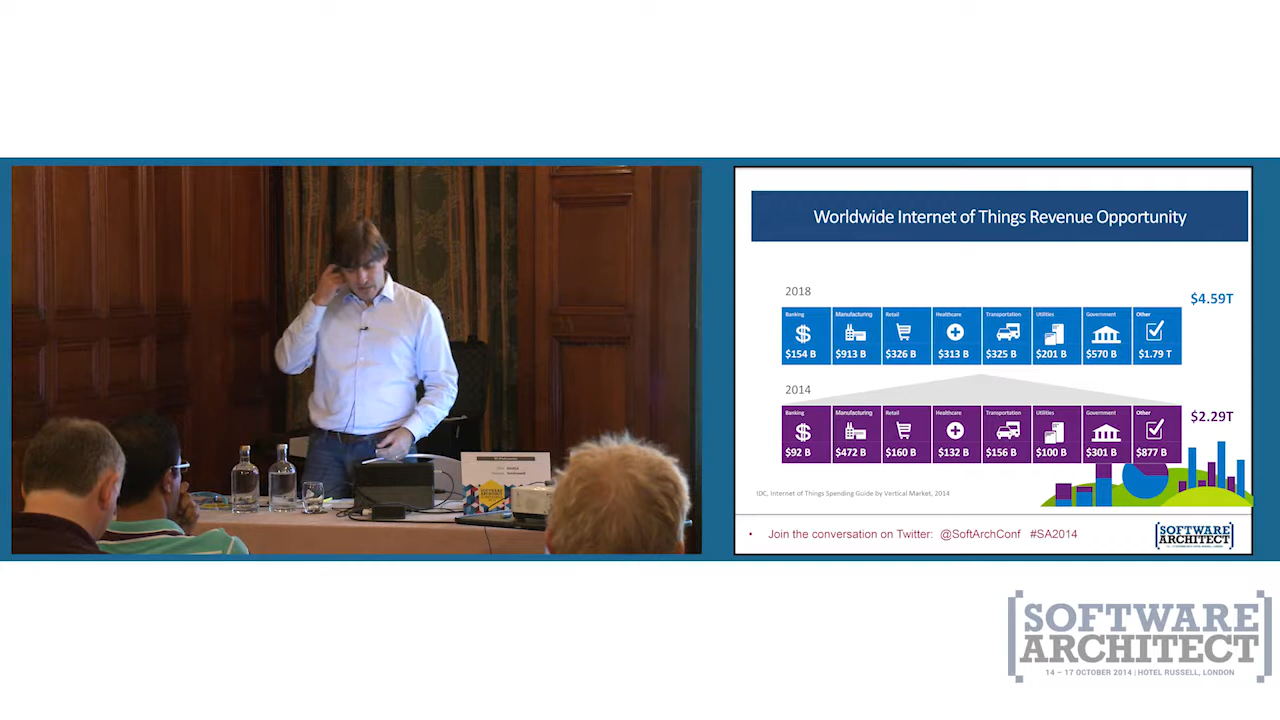 Worldwide Internet of Things Revenue Opportunity
2018
$4.59T
Banking Manufacturing Retail Healthcare Transportation Utilities Government Other
$154 B $913 B $326 B $313 B $325 B $201 B $570 B $1.79 T
2014
$2.29T
Banking Manufacturing Retail Healthcare Transportation Utilities Government Other
$92 B $472 B $160 B $132 B $156 B $100 B $301 B $877 B
IDC, Internet of Things Spending Guide by Vertical Market, 2014
• Join the conversation on Twitter: @SoftArchConf #SA2014
SOFTWARE
ARCHITECT
SOFTWARE
ARCHITECT
[SOFTWARE
ARCHITECT]
14 – 17 OCTOBER 2014 | HOTEL RUSSELL, LONDON